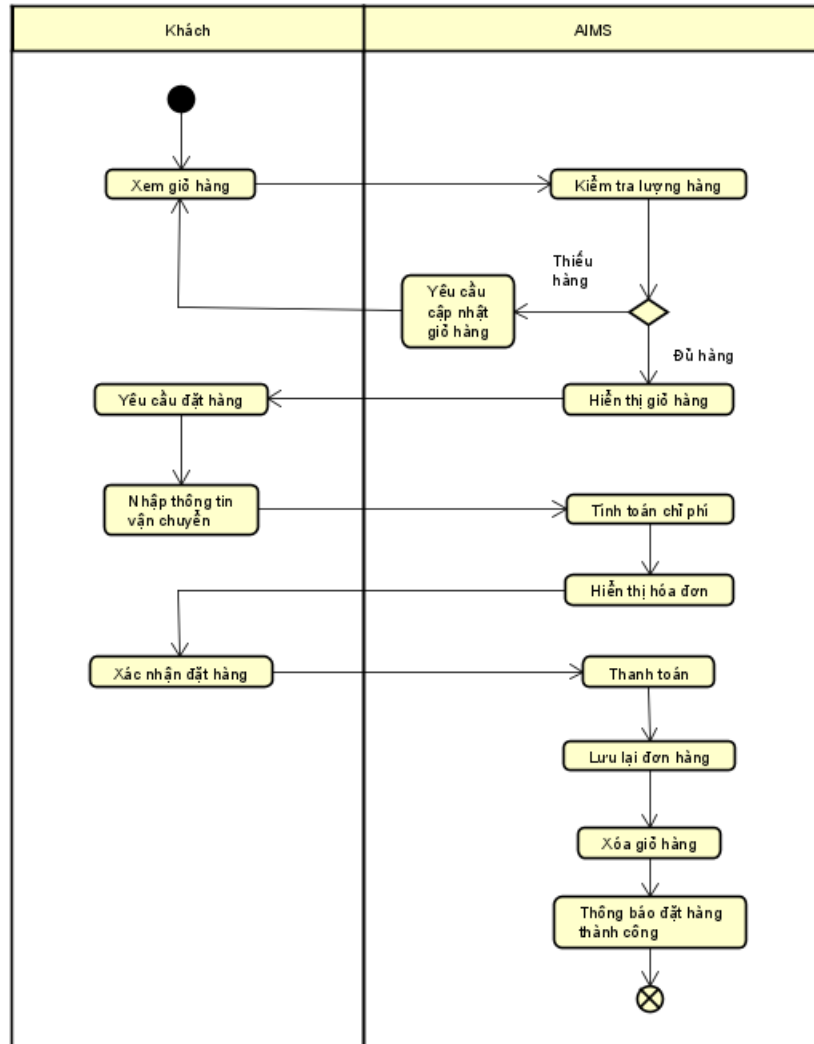 Khách
AIMS
Xem giỏ hàng
Kiểm tra lượng hàng
Thiếu
hàng
Yêu cầu
cập nhật
giỏ hàng
Đủ hàng
Yêu cầu đặt hàng
Hiển thị giỏ hàng
Nhập thông tin
vận chuyển
Tính toán chi phí
Hiển thị hóa đơn
Xác nhận đặt hàng
Thanh toán
Lưu lại đơn hàng
Xóa giỏ hàng
Thông báo đặt hàng
thành công